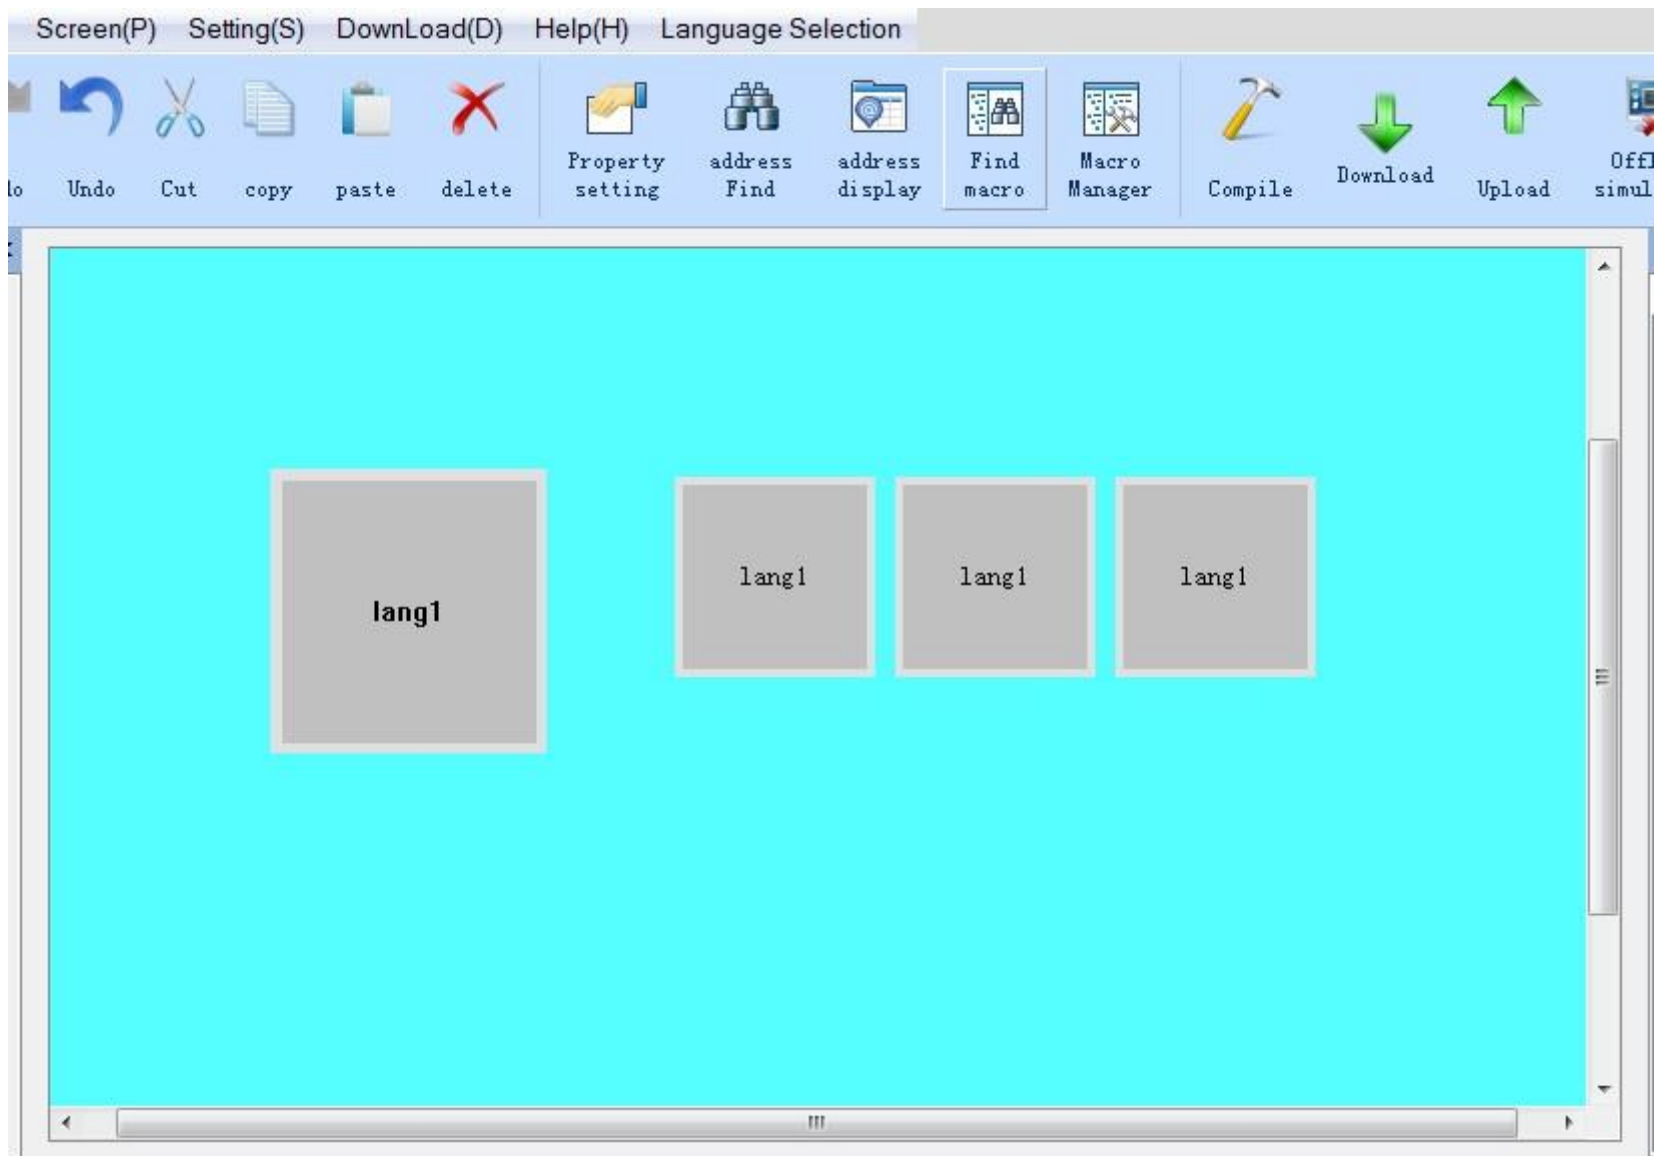 Screen(P) Setting(S) DownLoad(D) Help(H) Language Selection
Property address address Find Macro
Undo Cut copy paste delete setting Find display macro Manager Compile Download Upload
lang1 lang1 lang1
lang1